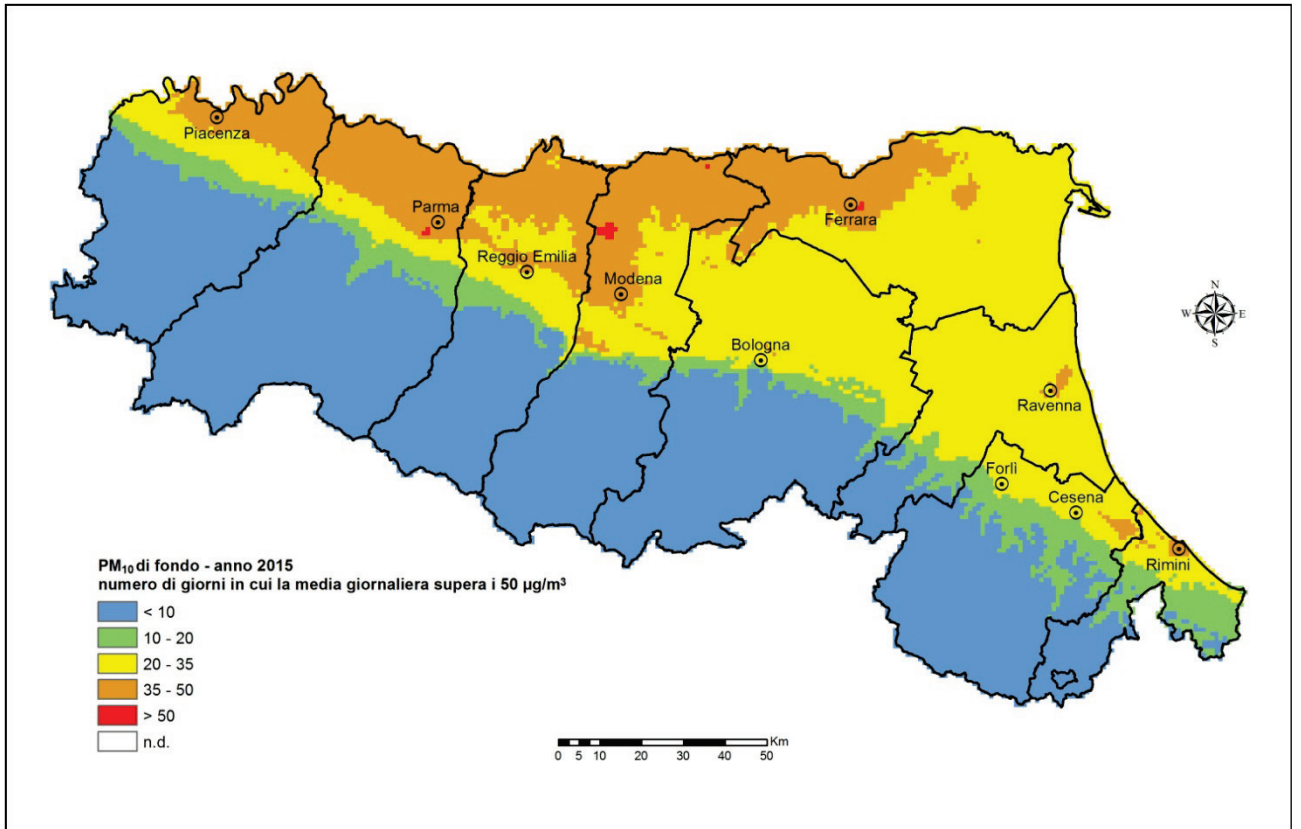 Piacenza
Parma
Ferrara
Reggio Emilia
Modena
N
W E
S
Bologna
Ravenna
Forlì
Cesena
Rimini
PM₁₀ di fondo - anno 2015
numero di giorni in cui la media giornaliera supera i 50 µg/m³
< 10
10 - 20
20 - 35
35 - 50
> 50
n.d.
Km
0 5 10 20 30 40 50